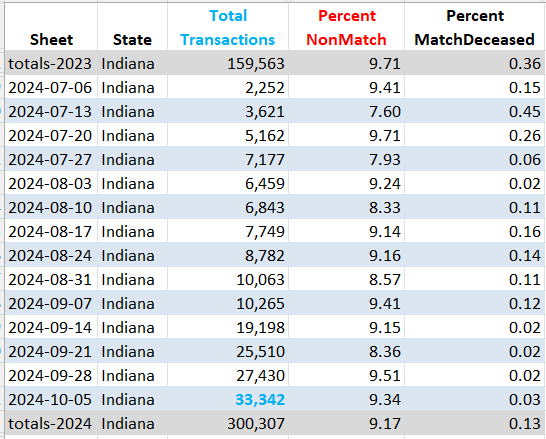 Sheet State Total Transactions Percent NonMatch Percent MatchDeceased
totals-2023 Indiana 159,563 9.71 0.36
2024-07-06 Indiana 2,252 9.41 0.15
2024-07-13 Indiana 3,621 7.60 0.45
2024-07-20 Indiana 5,162 9.71 0.26
2024-07-27 Indiana 7,177 7.93 0.06
2024-08-03 Indiana 6,459 9.24 0.02
2024-08-10 Indiana 6,843 8.33 0.11
2024-08-17 Indiana 7,749 9.14 0.16
2024-08-24 Indiana 8,782 9.16 0.14
2024-08-31 Indiana 10,063 8.57 0.11
2024-09-07 Indiana 10,265 9.41 0.12
2024-09-14 Indiana 19,198 9.15 0.02
2024-09-21 Indiana 25,510 8.36 0.02
2024-09-28 Indiana 27,430 9.51 0.02
2024-10-05 Indiana 33,342 9.34 0.03
totals-2024 Indiana 300,307 9.17 0.13